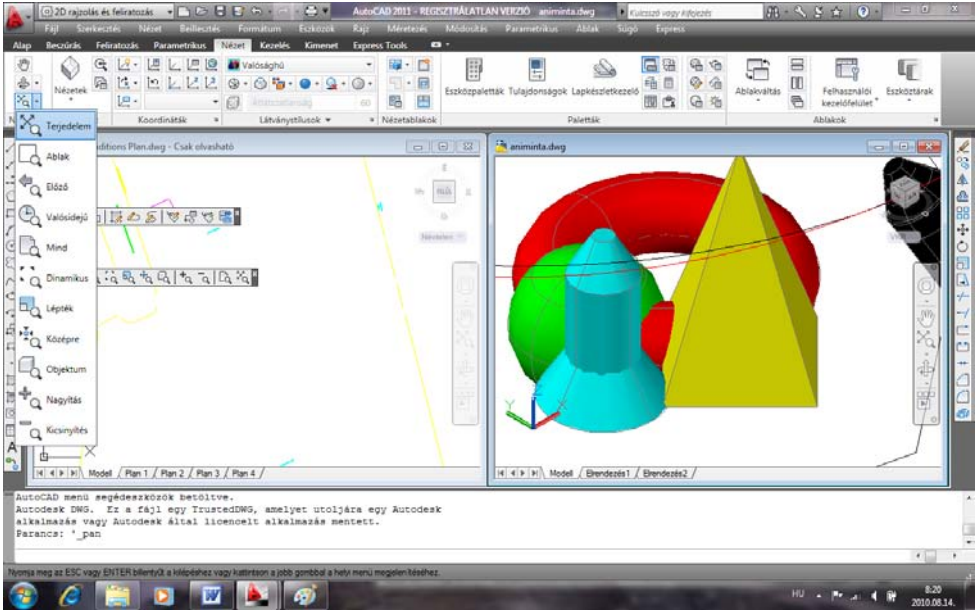 2D rajzolás és feliratozás
AutoCAD 2011 - REGISZTRÁLATLAN VERZIÓ animinta.dwg
Kulcsszó vagy kifejezés
Fájl Szerkesztés Nézet Beillesztés Formátum Eszközök Rajz Méretezés Módosítás Parametrikus Ablak Súgó Express
Alap Beszúrás Feliratozás Parametrikus Nézet Kezelés Kimenet Express Tools
Nézetek
Valósághű
60
Eszközpaletták Tulajdonságok Lapkészletkezelő
Ablakváltás
Felhasználói kezelőfelület
Eszköztárak
Koordináták
Látványstílusok
Nézetablakok
Paletták
Ablakok
Terjedelem
Ablak
Előző
Valósidejű
Mind
Dinamikus
Lépték
Középre
Objektum
Nagyítás
Kicsinyítés
ditions Plan.dwg - Csak olvasható
Névtelen
X
Modell / Plan 1 / Plan 2 / Plan 3 / Plan 4 /
animinta.dwg
Y
Z
X
Modell / Elrendezés1 / Elrendezés2 /
AutoCAD menü segédeszközök betöltve.
Autodesk DWG. Ez a fájl egy TrustedDWG, amelyet utoljára egy Autodesk
alkalmazás vagy Autodesk által licencelt alkalmazás mentett.
Parancs: '_pan
Nyomja meg az ESC vagy ENTER billentyűt a kilépéshez vagy kattintson a jobb gombbal a helyi menü megjelenítéséhez.
HU
8:20
2010.08.14.